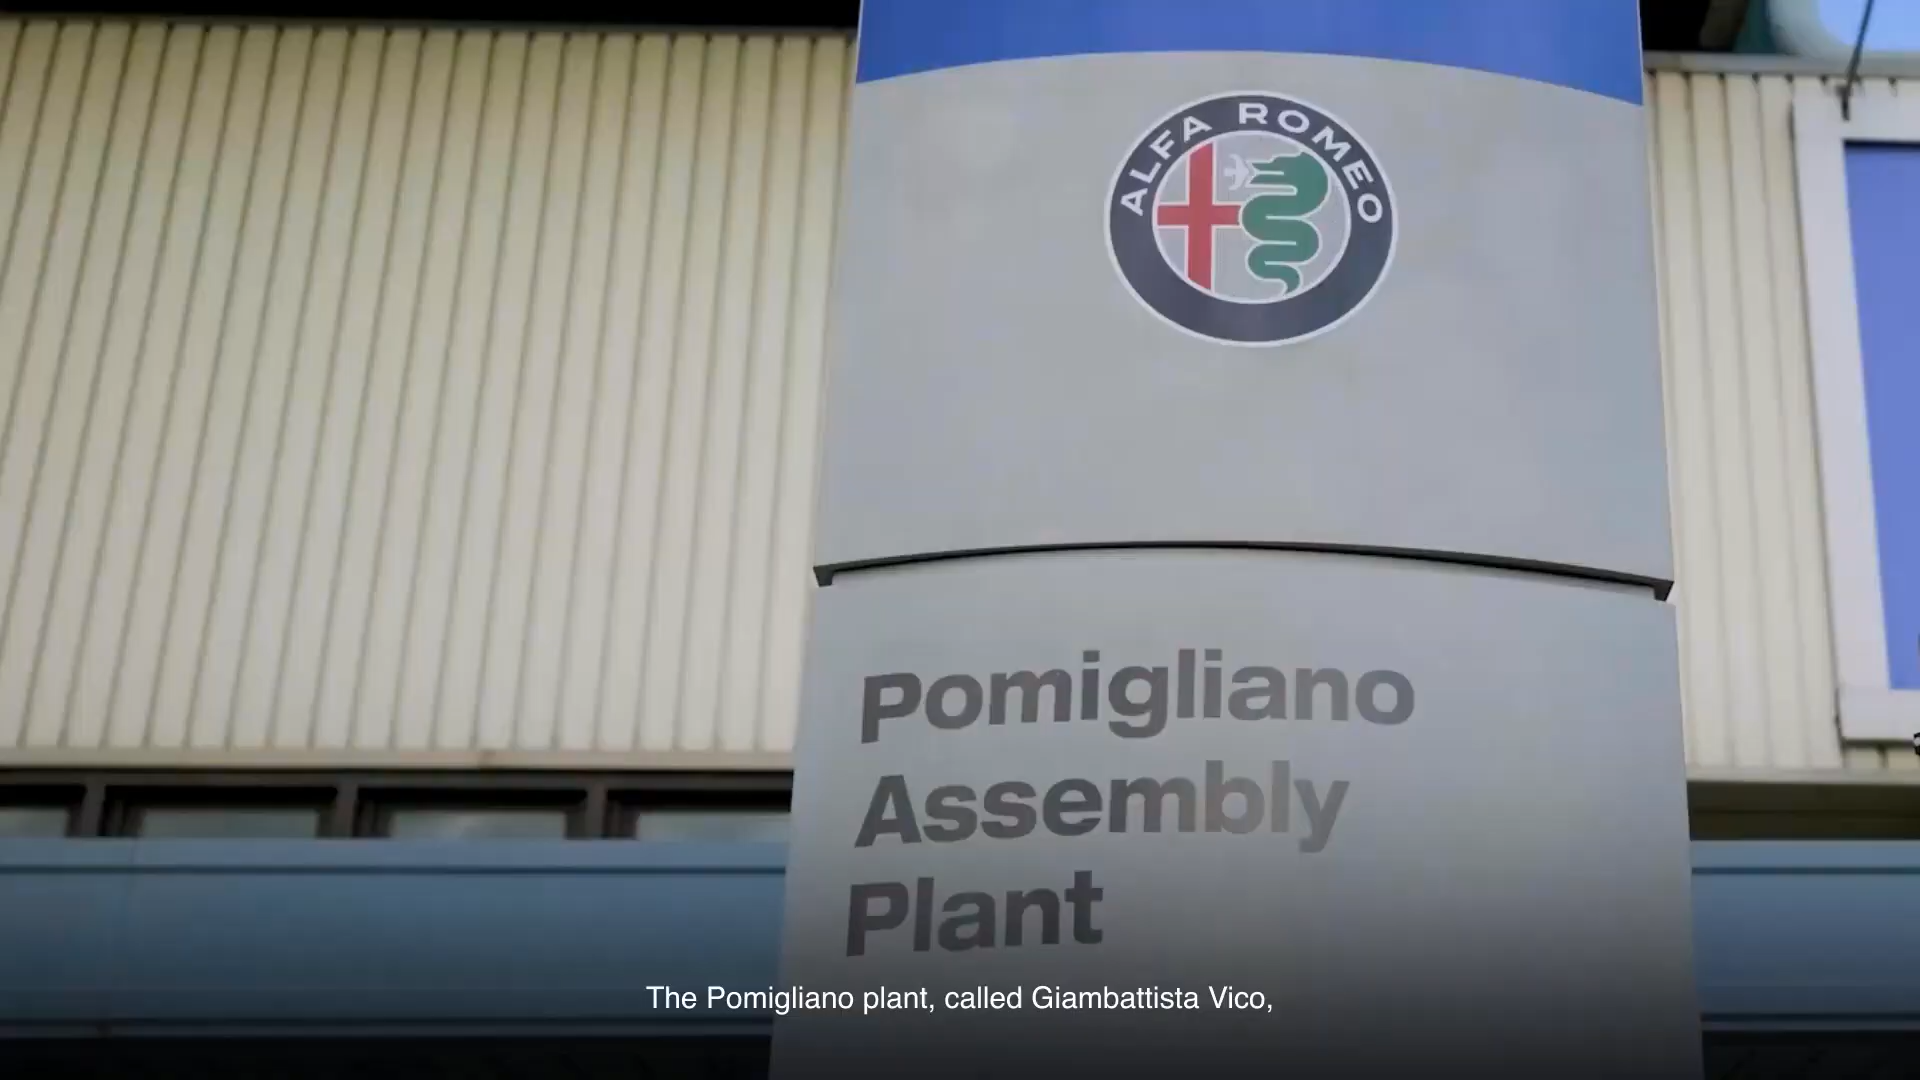 ALFA ROMEO
Pomigliano
Assembly
Plant
The Pomigliano plant, called Giambattista Vico,